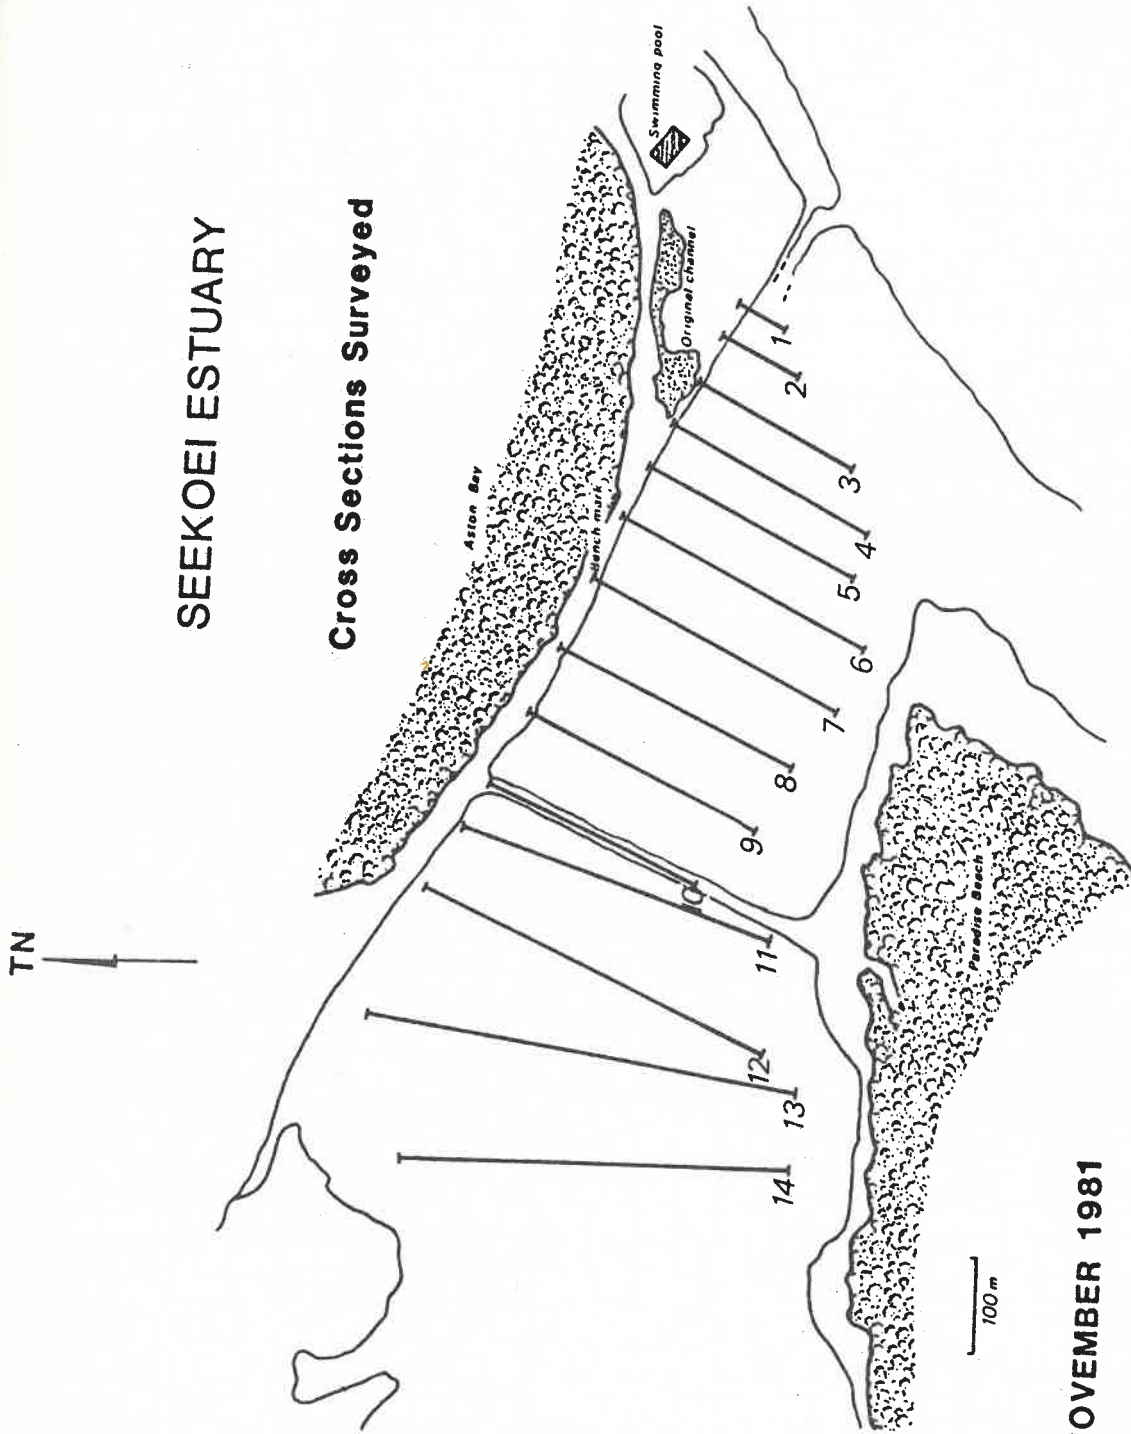 TN
SEEKOEI ESTUARY
Cross Sections Surveyed
Aston Bay
Swimming pool
Original channel
Bench mark
1
2
3
4
5
6
7
8
9
10
11
12
13
14
Paradise Beach
100 m
OVEMBER 1981